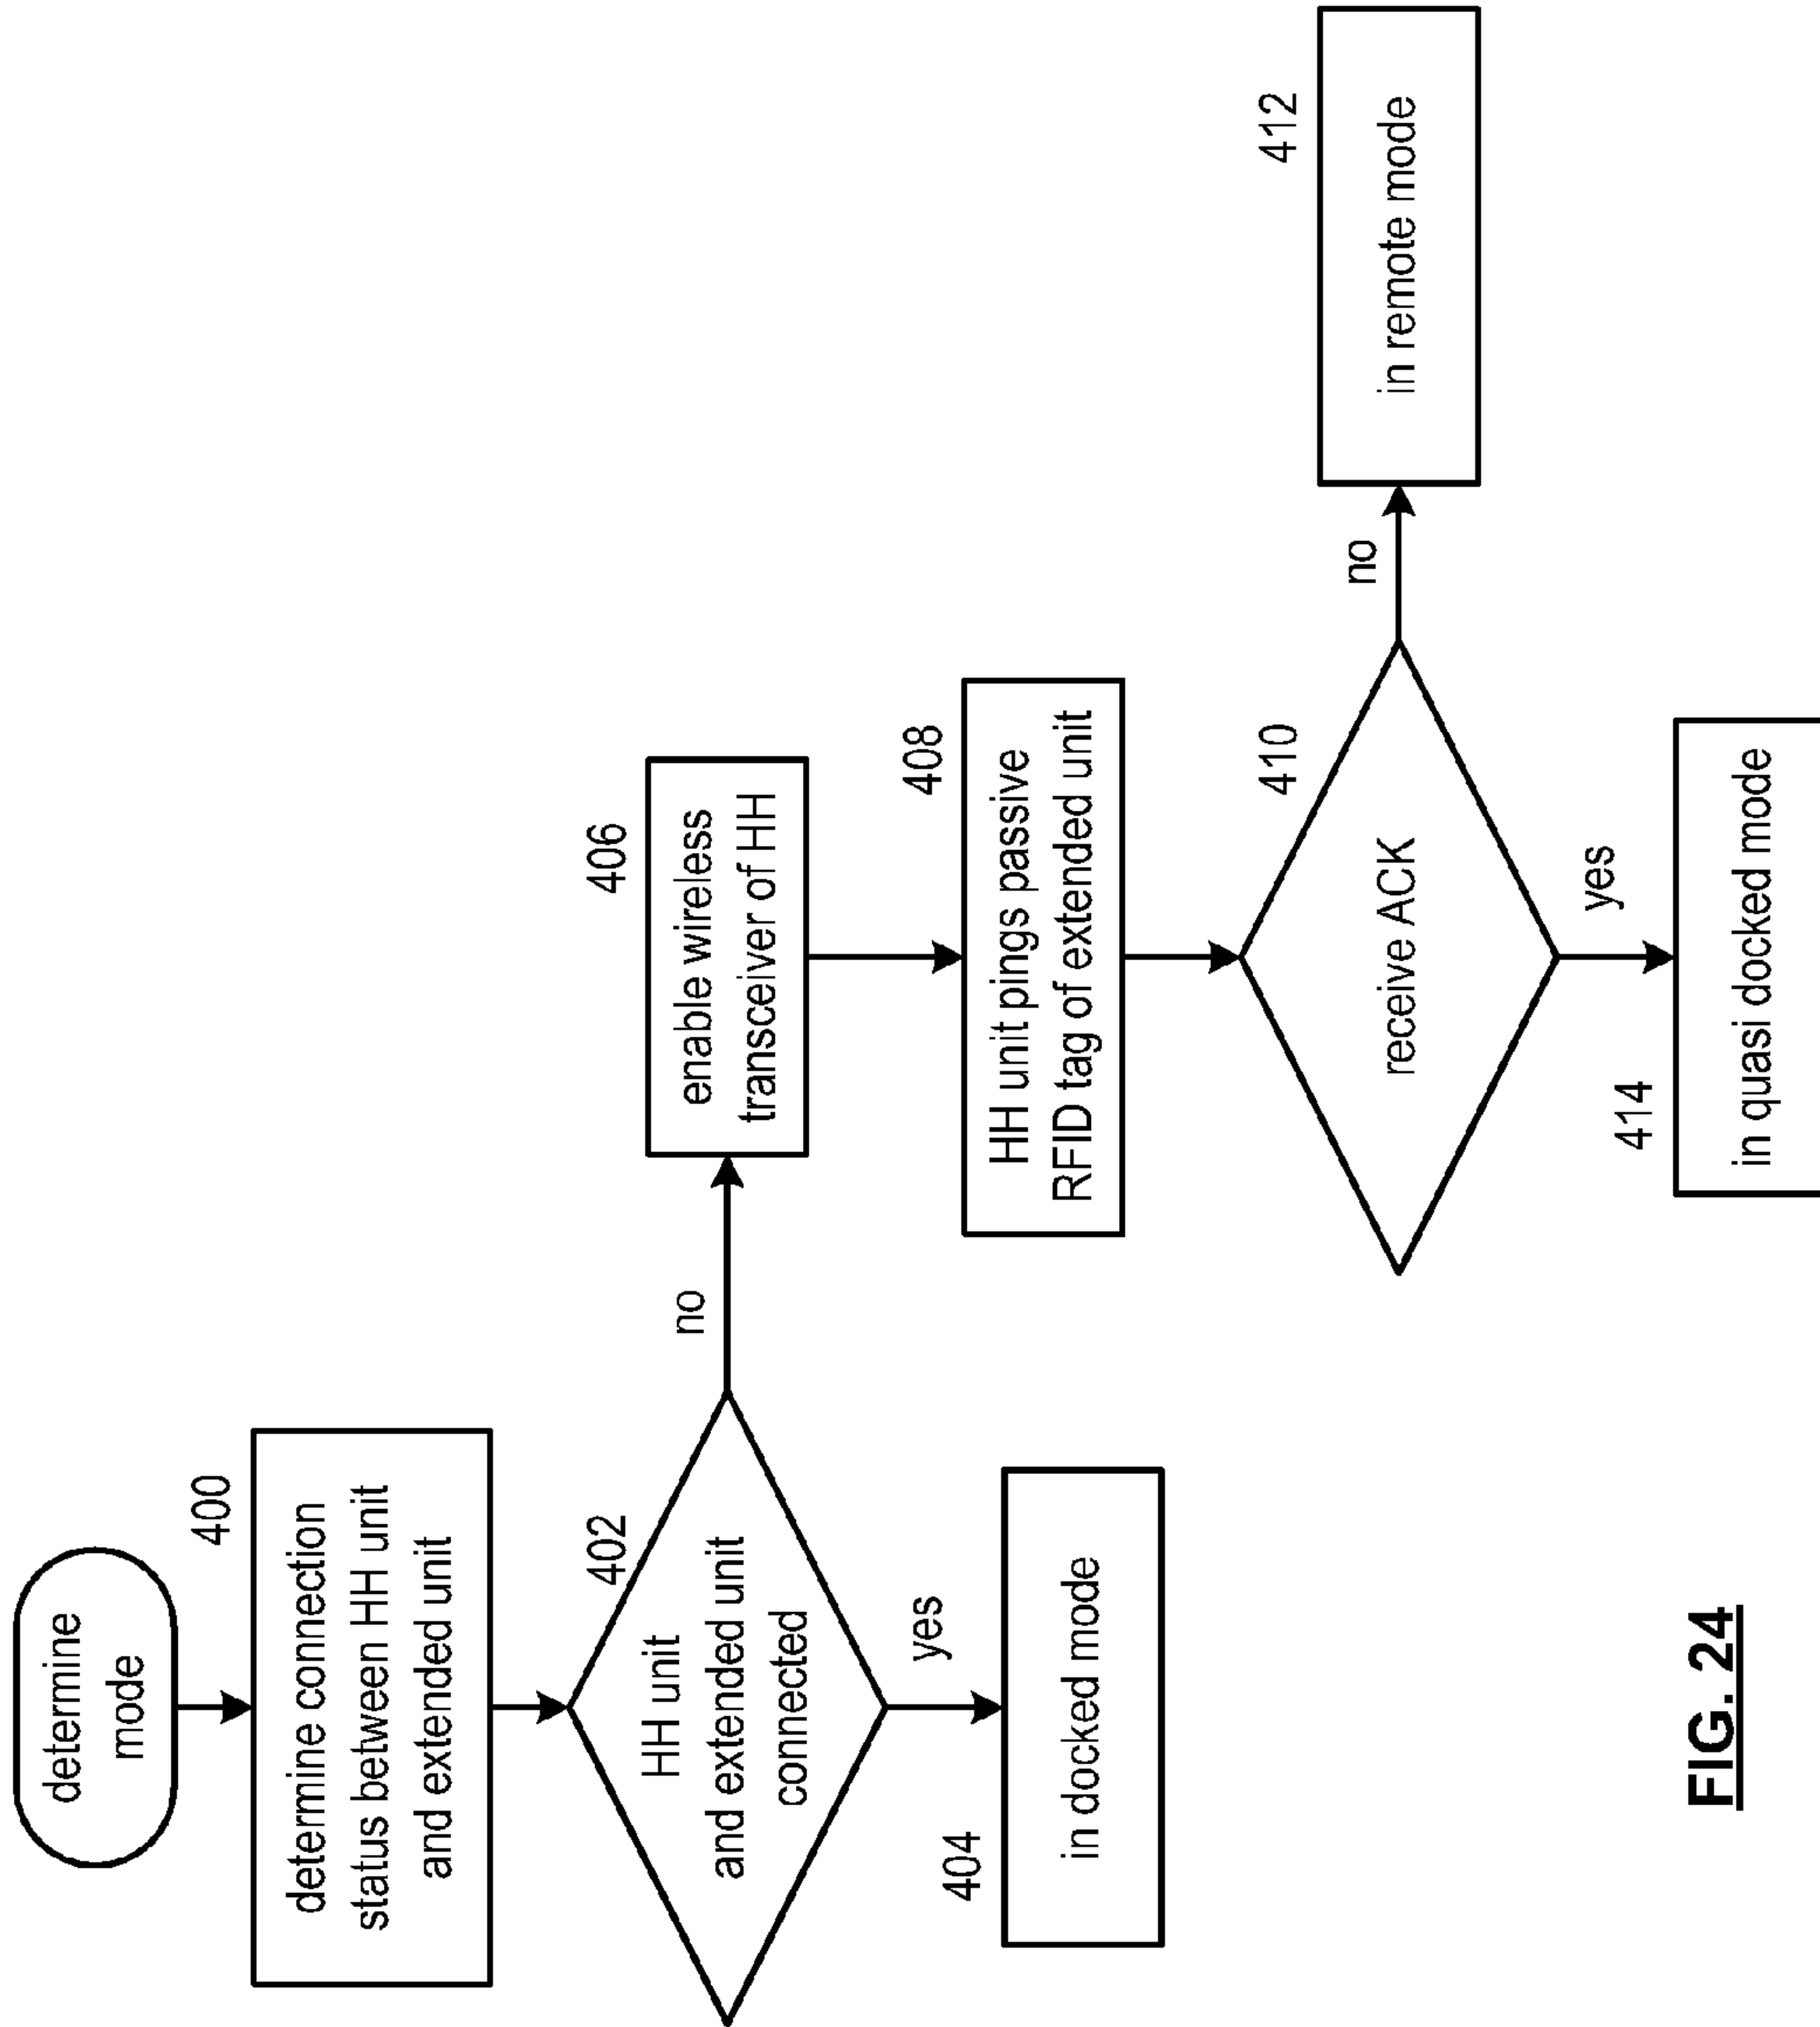 determine
mode
400
determine connection
status between HH unit
and extended unit
402
HH unit
and extended unit
connected
no
yes
404
in docked mode
406
enable wireless
transceiver of HH
408
HH unit pings passive
RFID tag of extended unit
410
receive ACK
no
412
in remote mode
yes
414
in quasi docked mode
FIG. 24